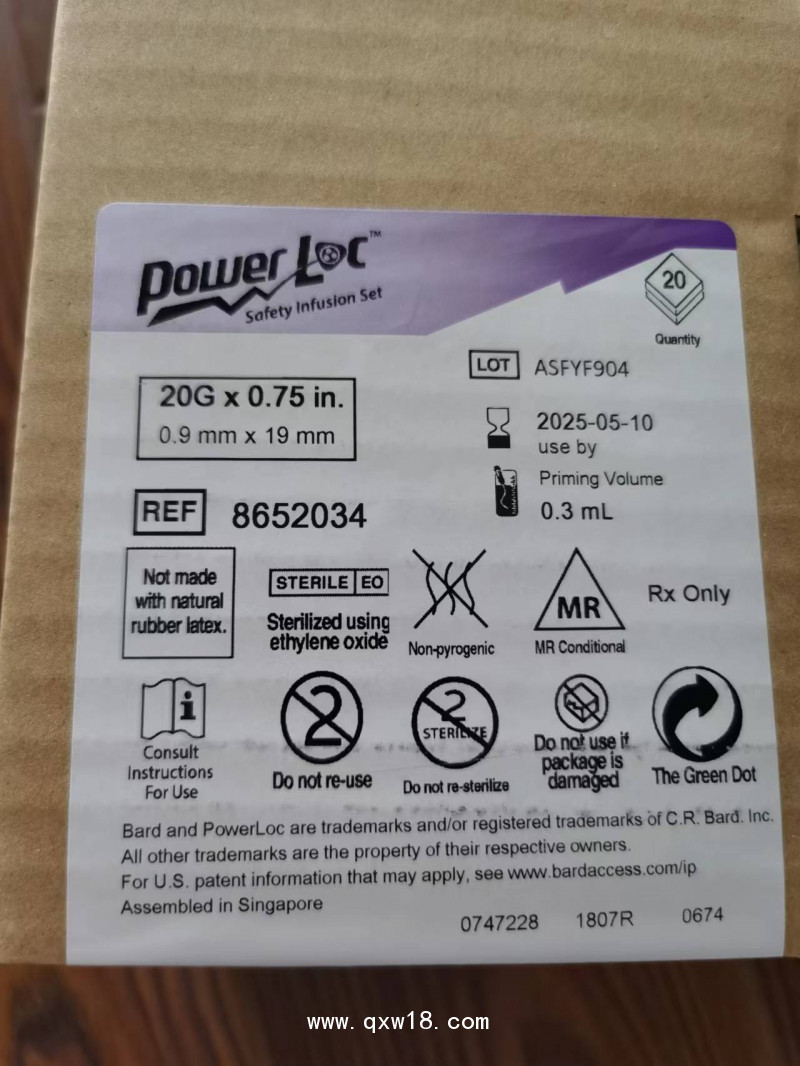 Power Loc™
Safety Infusion Set
20
Quantity
20G x 0.75 in.
0.9 mm x 19 mm
LOT ASFYF904
2025-05-10
use by
Priming Volume
0.3 mL
REF 8652034
Not made
with natural
rubber latex.
STERILE EO
Sterilized using
ethylene oxide
Non-pyrogenic
MR
MR Conditional
Rx Only
i
Consult
Instructions
For Use
2
Do not re-use
2
STERILIZE
Do not re-sterilize
Do not use if
package is
damaged
The Green Dot
Bard and PowerLoc are trademarks and/or registered trademarks of C.R. Bard. Inc.
All other trademarks are the property of their respective owners.
For U.S. patent information that may apply, see www.bardaccess.com/ip
Assembled in Singapore
0747228 1807R 0674
www.qxw18.com